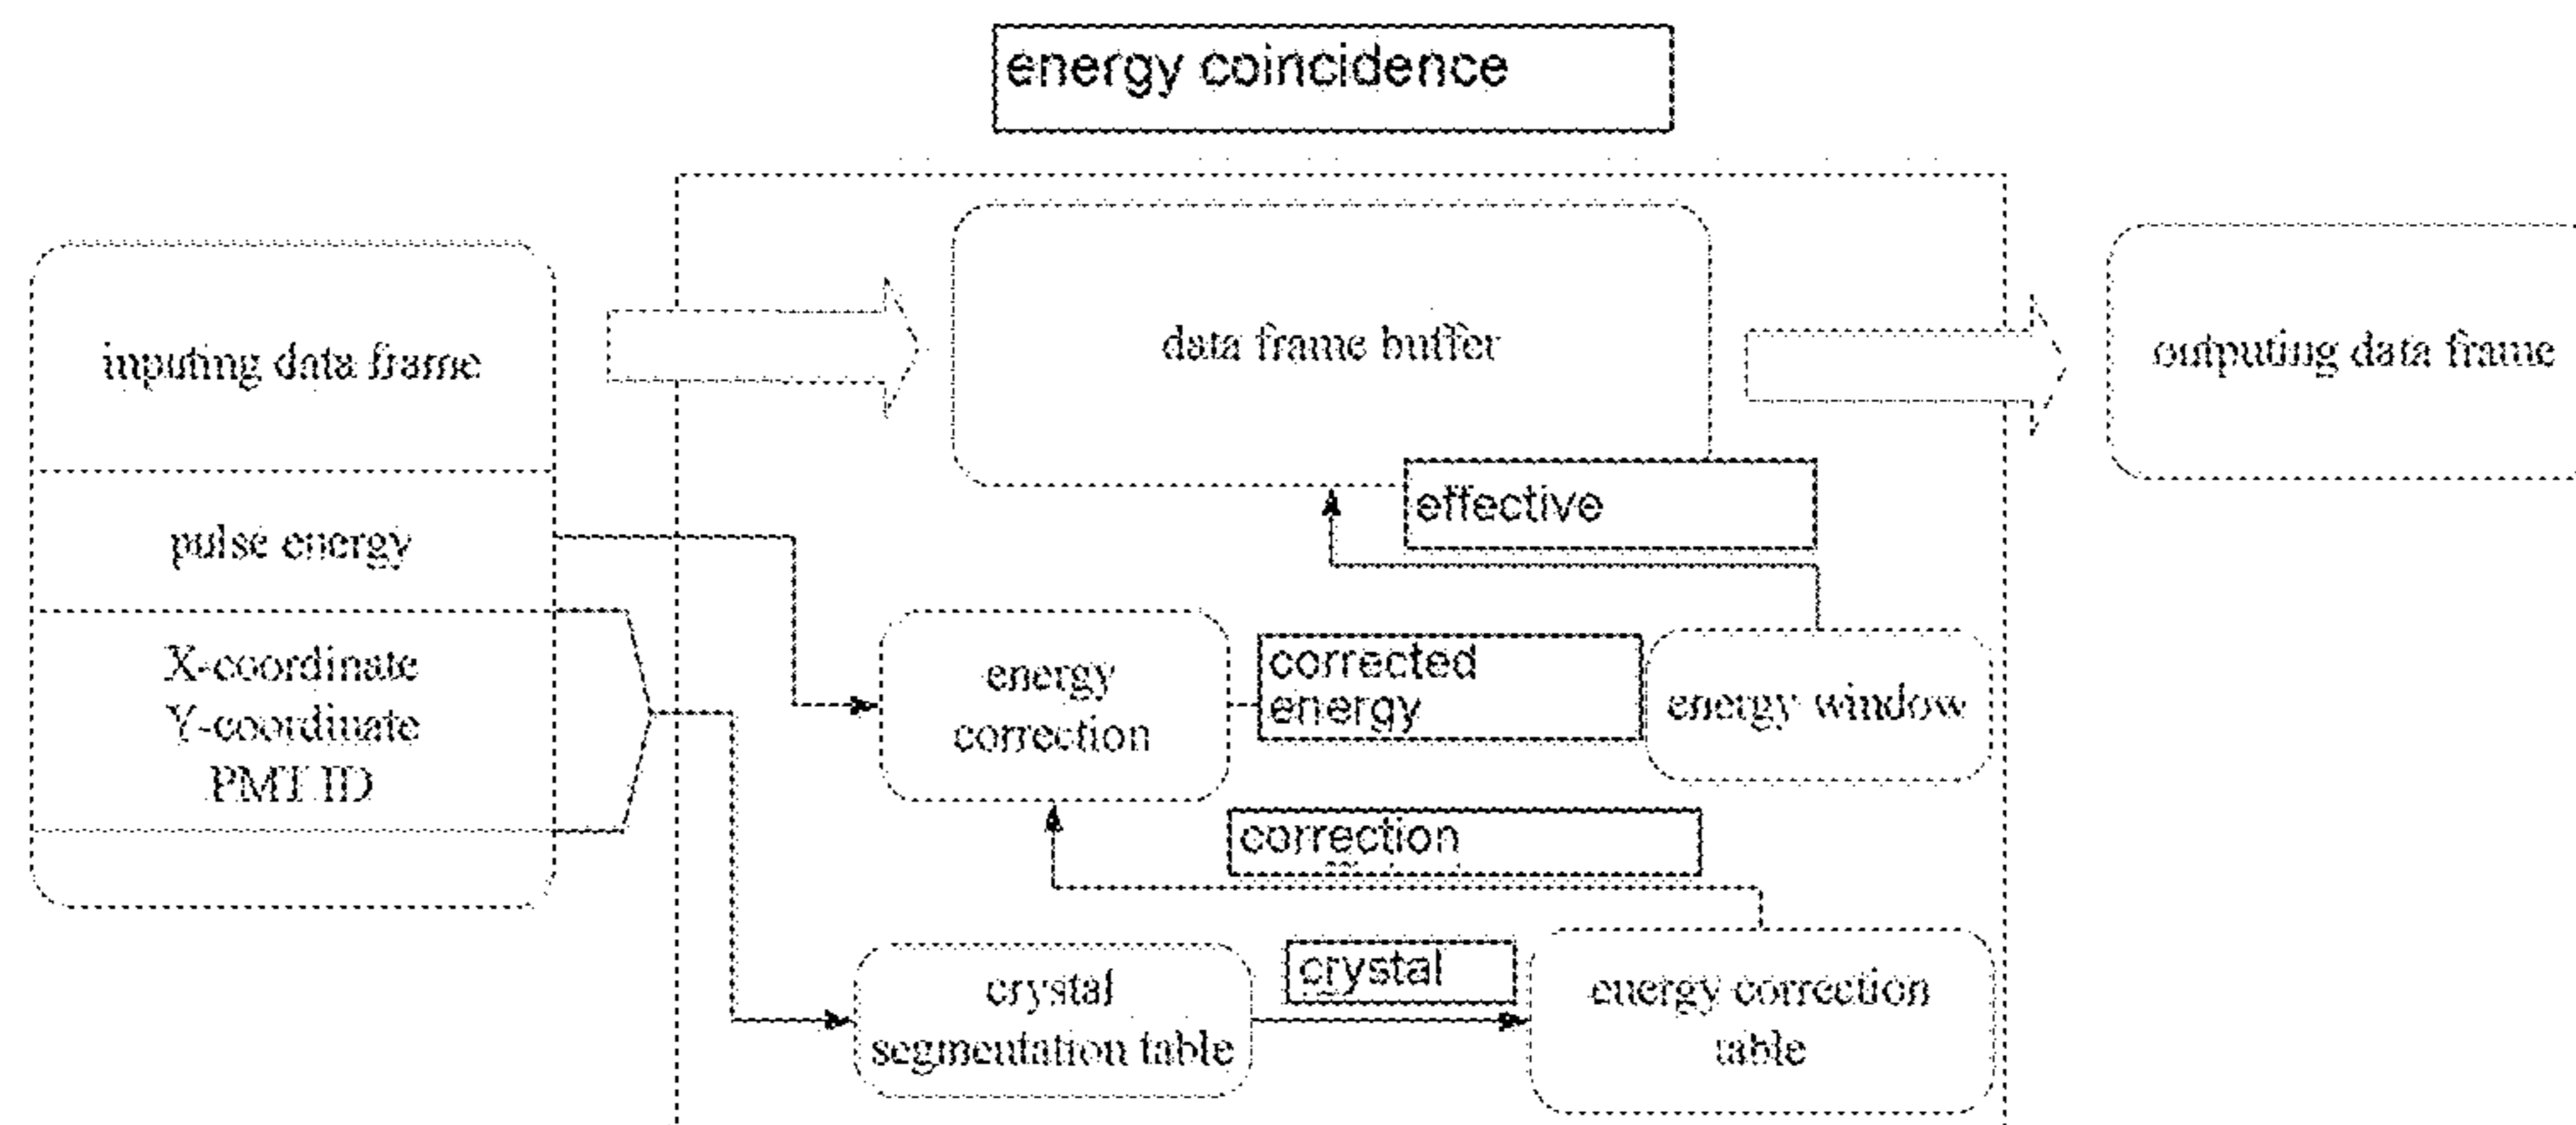 energy coincidence
inputing data frame
data frame buffer
outputing data frame
effective
pulse energy
X-coordinate
Y-coordinate
PMT ID
energy
correction
corrected
energy
energy window
correction
crystal
segmentation table
crystal
energy correction
table